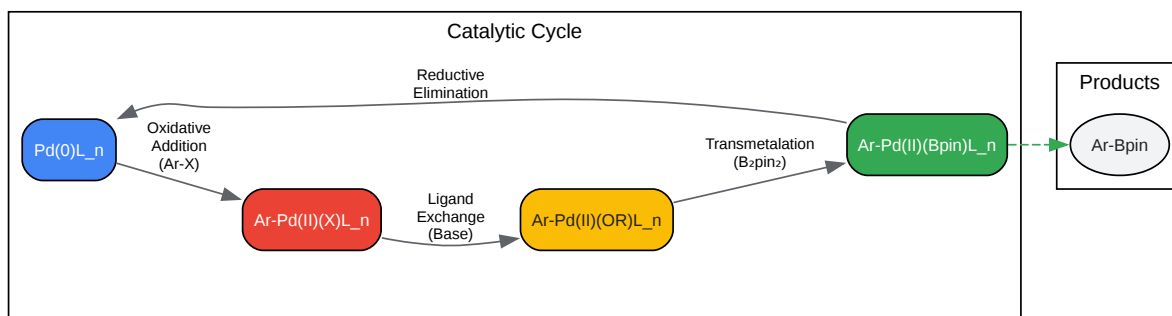 Catalytic Cycle
Reductive
Elimination
Products
Pd(0)L_n
Oxidative
Addition
(Ar-X)
Ar-Pd(II)(X)L_n
Ligand
Exchange
(Base)
Ar-Pd(II)(OR)L_n
Transmetalation
(B₂pin₂)
Ar-Pd(II)(Bpin)L_n
Ar-Bpin